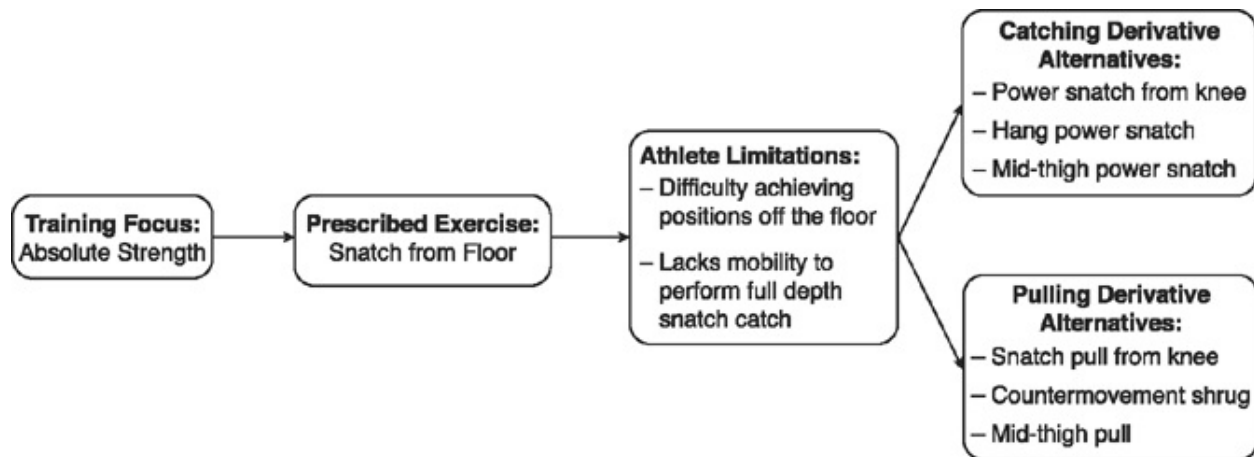 Training Focus:
Absolute Strength
Prescribed Exercise:
Snatch from Floor
Athlete Limitations:
– Difficulty achieving
positions off the floor
– Lacks mobility to
perform full depth
snatch catch
Catching Derivative
Alternatives:
– Power snatch from knee
– Hang power snatch
– Mid-thigh power snatch
Pulling Derivative
Alternatives:
– Snatch pull from knee
– Countermovement shrug
– Mid-thigh pull